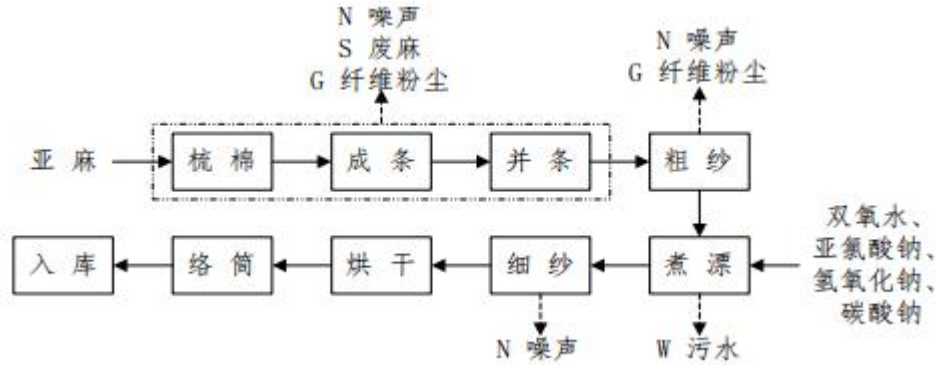 N 噪声
S 废麻
G 纤维粉尘
N 噪声
G 纤维粉尘
亚麻
梳棉
成条
并条
粗纱
双氧水、
亚氯酸钠、
氢氧化钠、
碳酸钠
入库
络筒
烘干
细纱
煮漂
N 噪声
W 污水